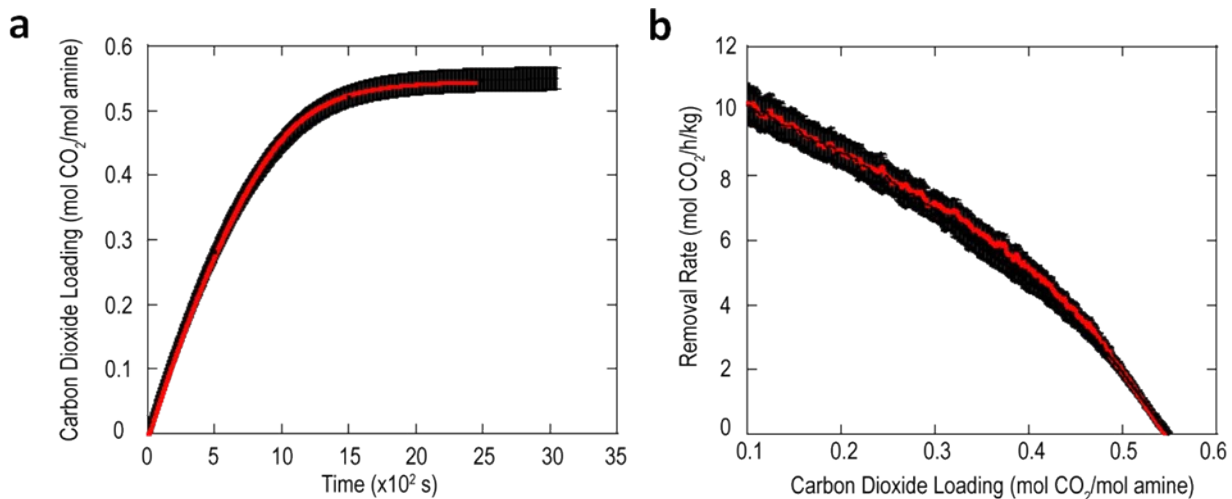 a
0.6
0.5
0.4
0.3
0.2
0.1
0
Carbon Dioxide Loading (mol CO₂/mol amine)
0 5 10 15 20 25 30 35
Time (x10² s)
b
12
10
8
6
4
2
0
Removal Rate (mol CO₂/h/kg)
0.1 0.2 0.3 0.4 0.5 0.6
Carbon Dioxide Loading (mol CO₂/mol amine)